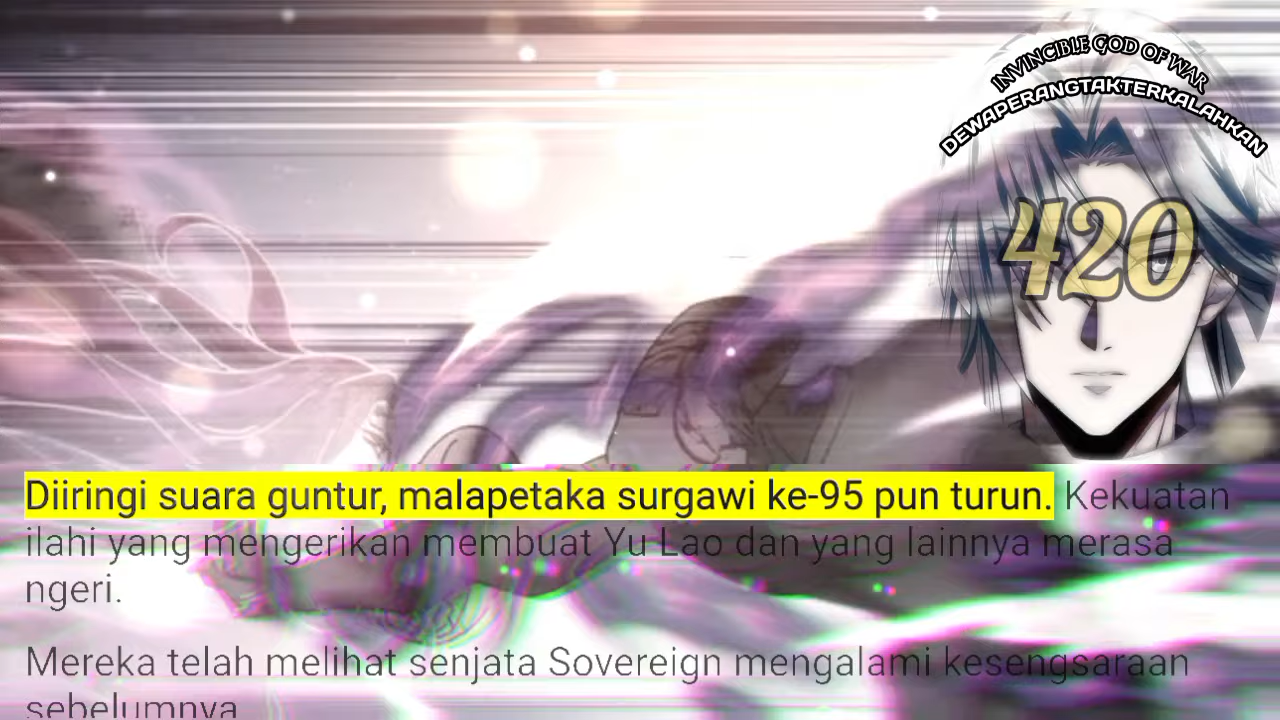 INVINCIBLE GOD OF WAR
DEWAPERANGTAKTERKALAHKAN
420
Diiringi suara guntur, malapetaka surgawi ke-95 pun turun. Kekuatan
ilahi yang mengerikan membuat Yu Lao dan yang lainnya merasa
ngeri.
Mereka telah melihat senjata Sovereign mengalami kesengsaraan
sebelumnya